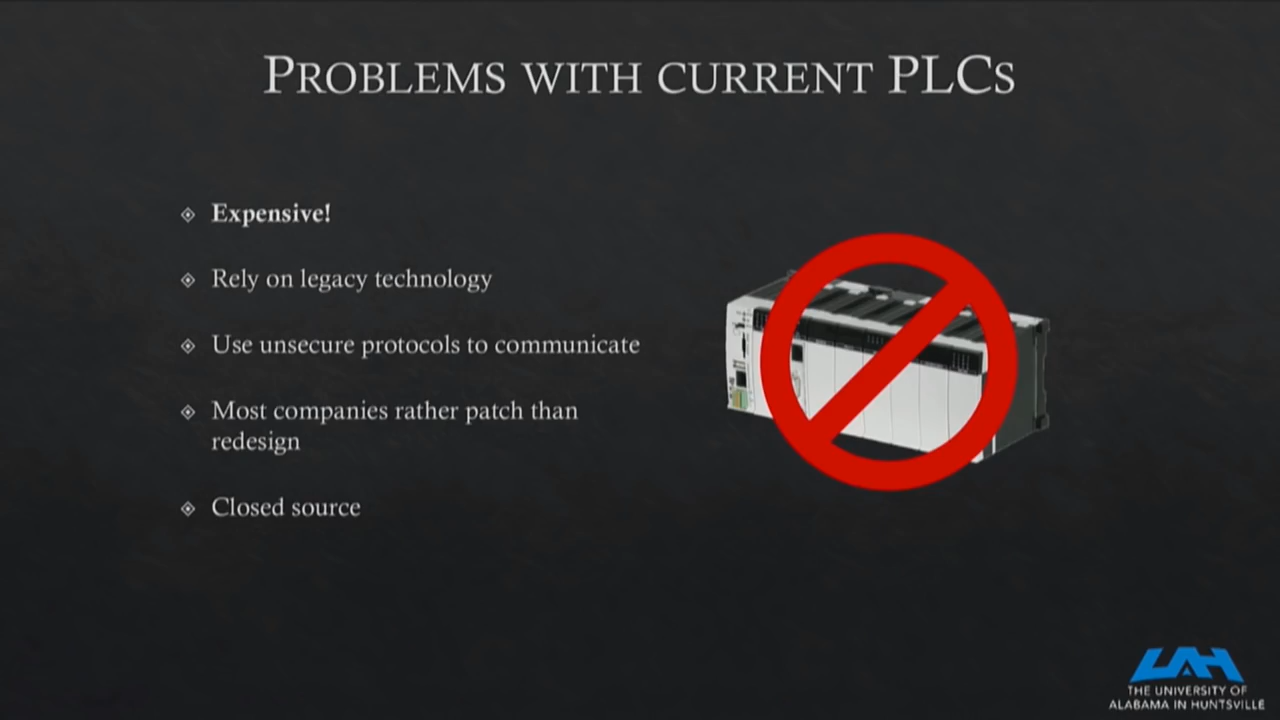 PROBLEMS WITH CURRENT PLCS
Expensive!
Rely on legacy technology
Use unsecure protocols to communicate
Most companies rather patch than
redesign
Closed source
UAH
THE UNIVERSITY OF
ALABAMA IN HUNTSVILLE